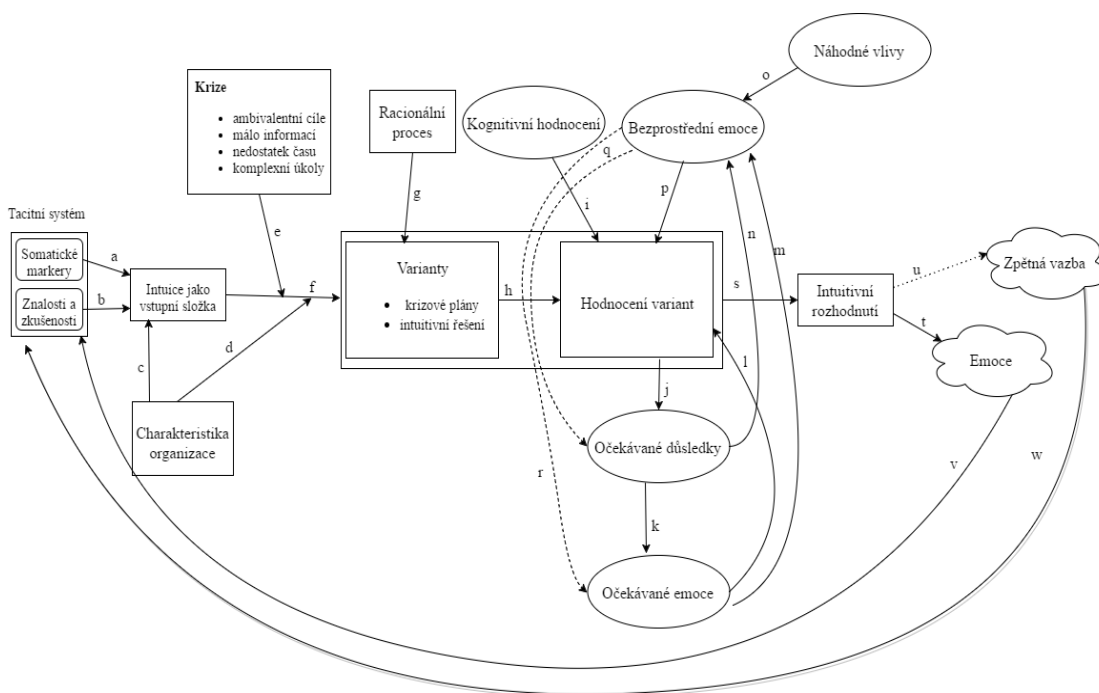 Náhodné vlivy
o
Krize
• ambivalentní cíle
• málo informací
• nedostatek času
• komplexní úkoly
Racionální
proces
Kognitivní hodnocení
Bezprostřední emoce
q
g
i
p
e
n
m
Tacitní systém
Somatické
markery
a
Znalosti a
zkušenosti
b
Intuice jako
vstupní složka
f
Varianty
• krizové plány
• intuitivní řešení
h
Hodnocení variant
s
Intuitivní
rozhodnutí
u
Zpětná vazba
t
Emoce
d
c
l
j
Charakteristika
organizace
Očekávané důsledky
r
v
w
k
Očekávané emoce